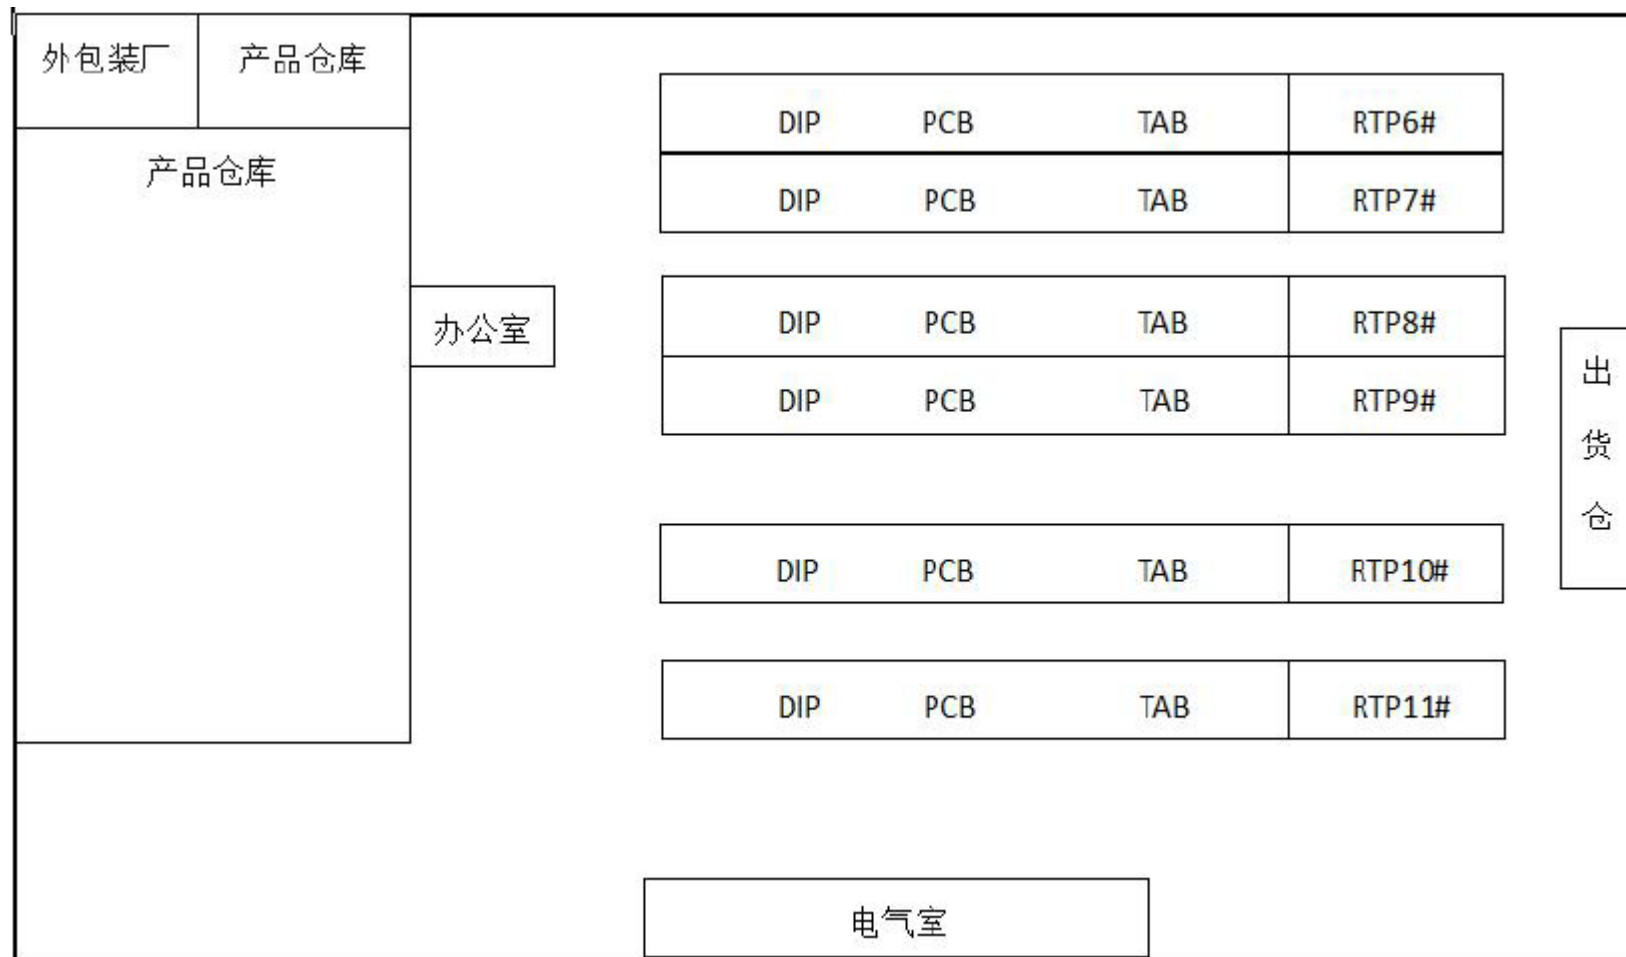 外包装厂 产品仓库
产品仓库
办公室
DIP PCB TAB RTP6#
DIP PCB TAB RTP7#
DIP PCB TAB RTP8#
DIP PCB TAB RTP9#
DIP PCB TAB RTP10#
DIP PCB TAB RTP11#
出
货
仓
电气室